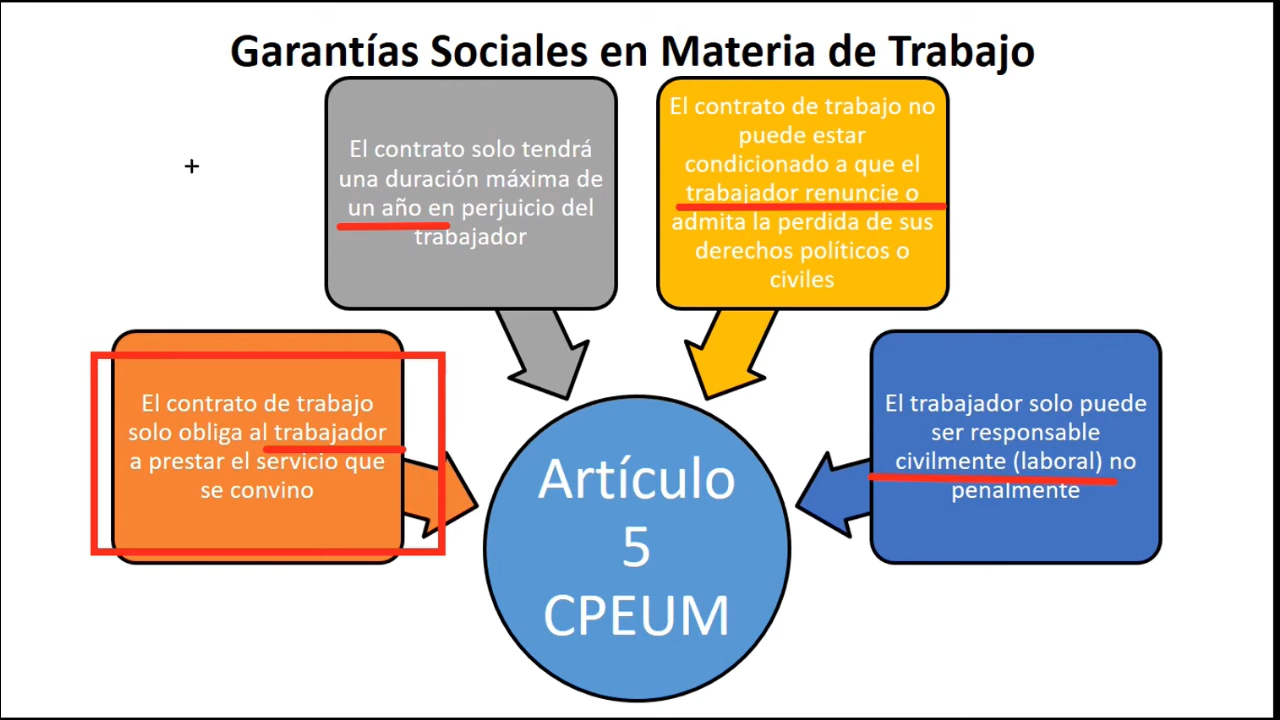 Garantías Sociales en Materia de Trabajo
El contrato solo tendrá
una duración máxima de
un año en perjuicio del
trabajador
El contrato de trabajo no
puede estar
condicionado a que el
trabajador renuncie o
admita la perdida de sus
derechos políticos o
civiles
El contrato de trabajo
solo obliga al trabajador
a prestar el servicio que
se convino
El trabajador solo puede
ser responsable
civilmente (laboral) no
penalmente
Artículo
5
CPEUM